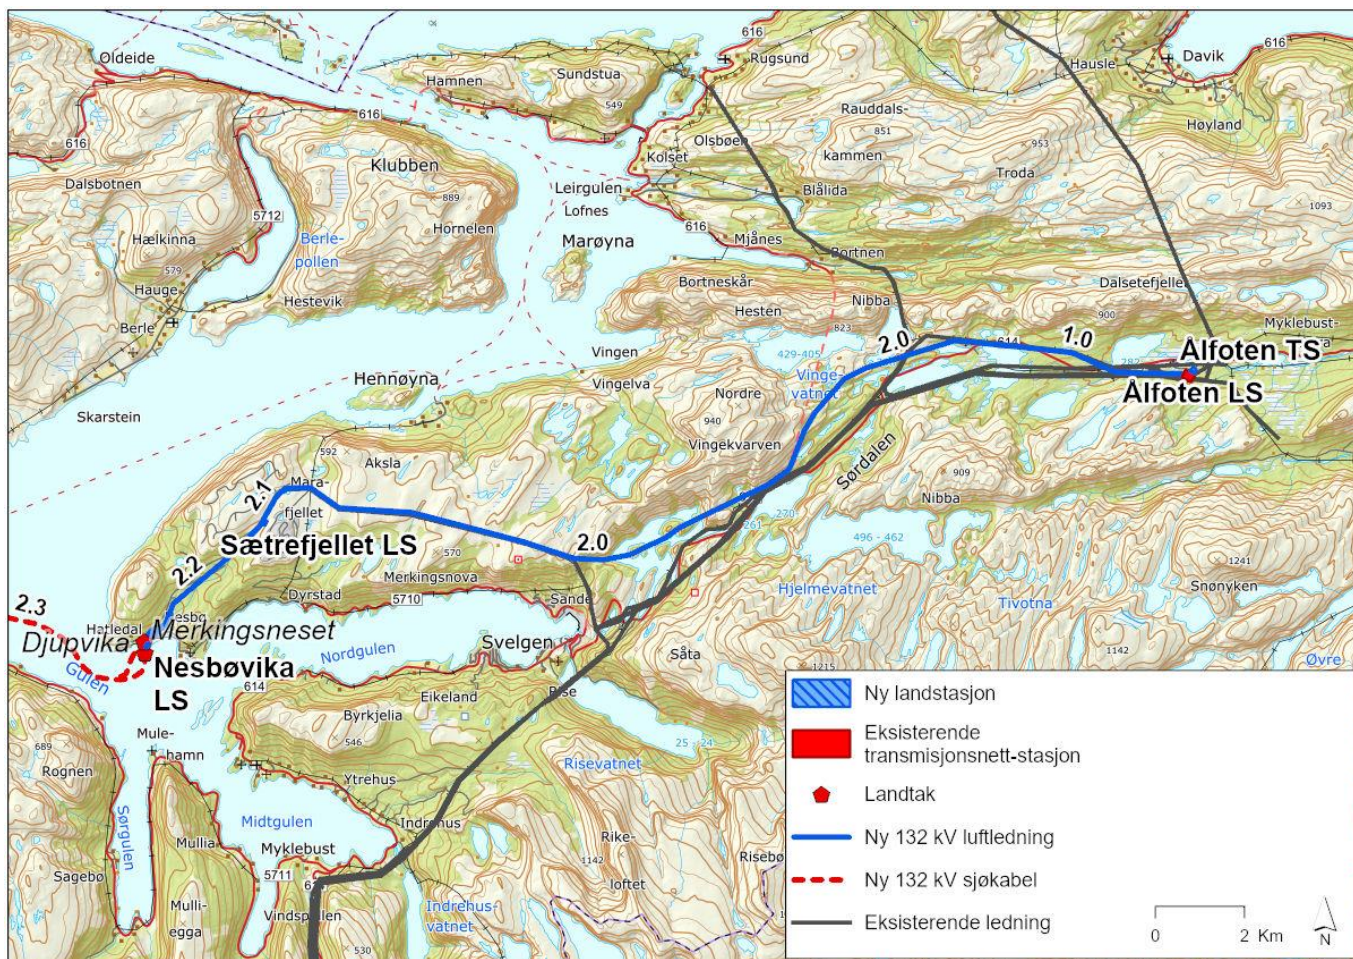 Øldeide
616
Hamnen
Sundstua
549
Rugsund
616
Davik
Hausle
616
Høyland
616
Dalsbotnen
5712
Klubben
889
Hornelen
Kolset
Olsbøen
Rauddals-
851
kammen
953
Troda
1093
Leirgulen
Lofnes
Blålida
Hælkinna
579
Hauge
Berle
Berle-
pollen
Hestevik
Marøyna
616
Mjånes
Bortnen
Bortneskår
Hesten
Nibba
823
Dalsetefjellet
900
Vingen
429-405
2.0
614
1.0
282
Myklebust-
Ålfoten TS
Ålfoten LS
Hennøyna
Vingelva
Vinge-
vatnet
Nordre
940
Vingekvarven
Skarstein
Sørdalen
909
Nibba
592
Aksla
2.1
Mara-
fjellet
270
261
496 - 462
1241
Snønyken
Sætrefjellet LS
570
2.0
2.2
Merkingsnova
Dyrstad
5710
Sande
Hjelmevatnet
Tivotna
1142
2.3
Hatledal
Djupvika
Merkingsneset
Nordgulen
Svelgen
Såta
1215
Øvre
Gulen
Nesbøvika
LS
614
Eikeland
Rise
Byrkjelia
546
25 - 24
689
Rognen
Mule-
hamn
Risevatnet
Ytrehus
Sørgulen
Midtgulen
Indrehus
Mullia
Myklebust
Rike-
1142
loftet
Risebø
Sagebø
5711
Mulli-
egga
Indrehus-
vatnet
530
Ny landstasjon
Eksisterende
transmisjonsnett-stasjon
Landtak
Ny 132 kV luftledning
Ny 132 kV sjøkabel
Eksisterende ledning
0 2 Km
N